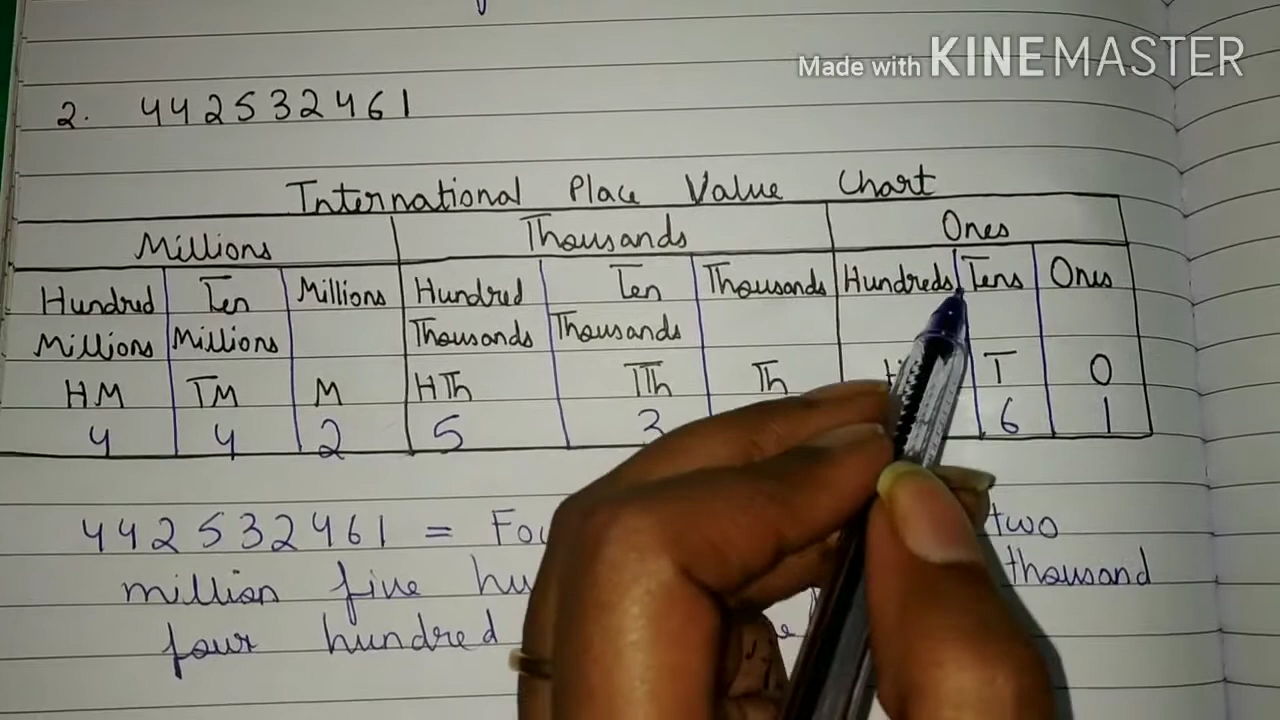 Made with KINEMASTER
2. 442532461
International Place Value Chart
Millions Thousands Ones
Hundred Ten Millions Hundred Ten Thousands Hundreds Tens Ones
Millions Millions Thousands Thousands
HM TM M HTh TTh Th T O
4 4 2 5 3 6 1
442532461 = two
million five thousand
four hundred